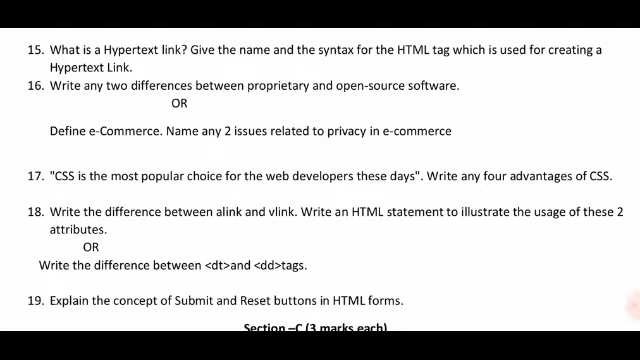 15. What is a Hypertext link? Give the name and the syntax for the HTML tag which is used for creating a
Hypertext Link.
16. Write any two differences between proprietary and open-source software.
OR
Define e-Commerce. Name any 2 issues related to privacy in e-commerce
17. "CSS is the most popular choice for the web developers these days". Write any four advantages of CSS.
18. Write the difference between alink and vlink. Write an HTML statement to illustrate the usage of these 2
attributes.
OR
Write the difference between <dt>and <dd>tags.
19. Explain the concept of Submit and Reset buttons in HTML forms.
Section –C (3 marks each)